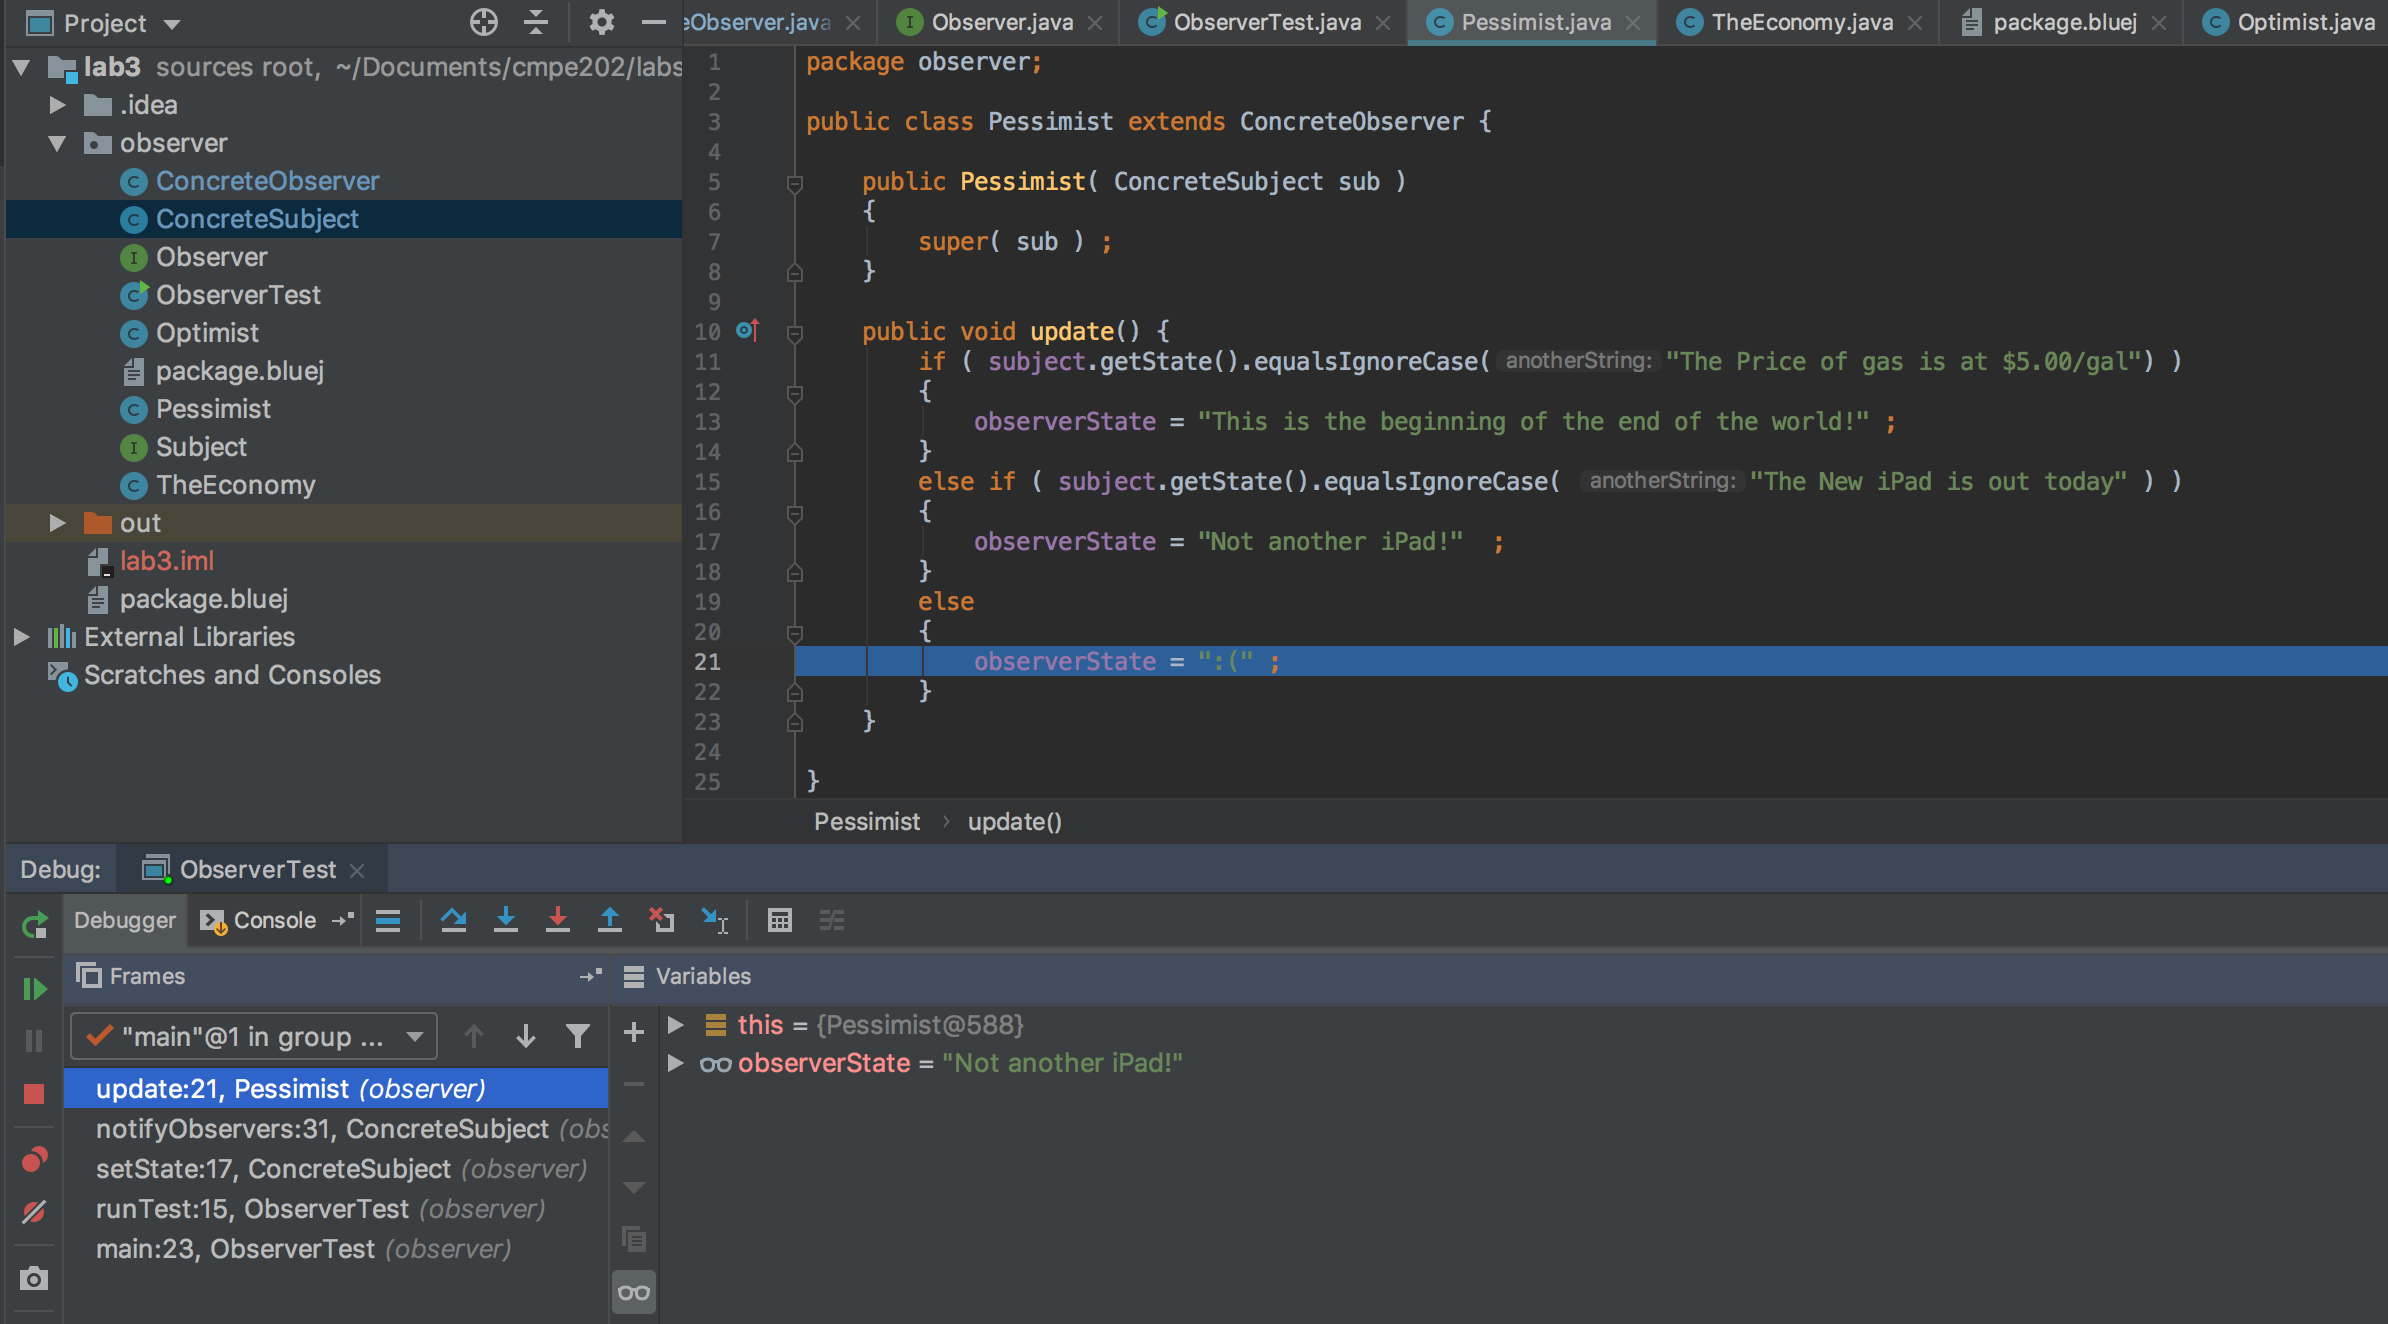 Project
lab3 sources root, ~/Documents/cmpe202/labs
.idea
observer
ConcreteObserver
ConcreteSubject
Observer
ObserverTest
Optimist
package.bluej
Pessimist
Subject
TheEconomy
out
lab3.iml
package.bluej
External Libraries
Scratches and Consoles
eObserver.java Observer.java ObserverTest.java Pessimist.java TheEconomy.java package.bluej Optimist.java
1 package observer;
2
3 public class Pessimist extends ConcreteObserver {
4
5 public Pessimist( ConcreteSubject sub )
6 {
7 super( sub ) ;
8 }
9
10 public void update() {
11 if ( subject.getState().equalsIgnoreCase( anotherString: "The Price of gas is at $5.00/gal") )
12 {
13 observerState = "This is the beginning of the end of the world!" ;
14 }
15 else if ( subject.getState().equalsIgnoreCase( anotherString: "The New iPad is out today" ) )
16 {
17 observerState = "Not another iPad!" ;
18 }
19 else
20 {
21 observerState = ":(" ;
22 }
23 }
24
25 }
Pessimist › update()
Debug: ObserverTest
Debugger Console
Frames
"main"@1 in group ...
update:21, Pessimist (observer)
notifyObservers:31, ConcreteSubject (obs
setState:17, ConcreteSubject (observer)
runTest:15, ObserverTest (observer)
main:23, ObserverTest (observer)
Variables
this = {Pessimist@588}
observerState = "Not another iPad!"